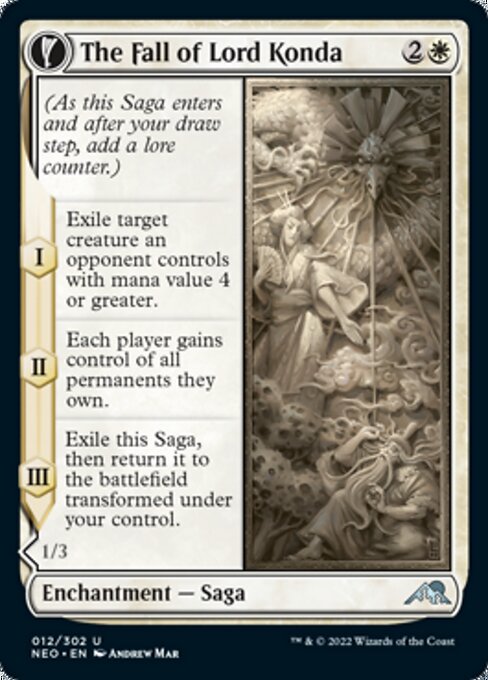 The Fall of Lord Konda 2
(As this Saga enters
and after your draw
step, add a lore
counter.)
I
Exile target
creature an
opponent controls
with mana value 4
or greater.
II
Each player gains
control of all
permanents they
own.
III
Exile this Saga,
then return it to
the battlefield
transformed under
your control.
1/3
Enchantment — Saga
012/302 U
NEO • EN Andrew Mar
™ & © 2022 Wizards of the Coast